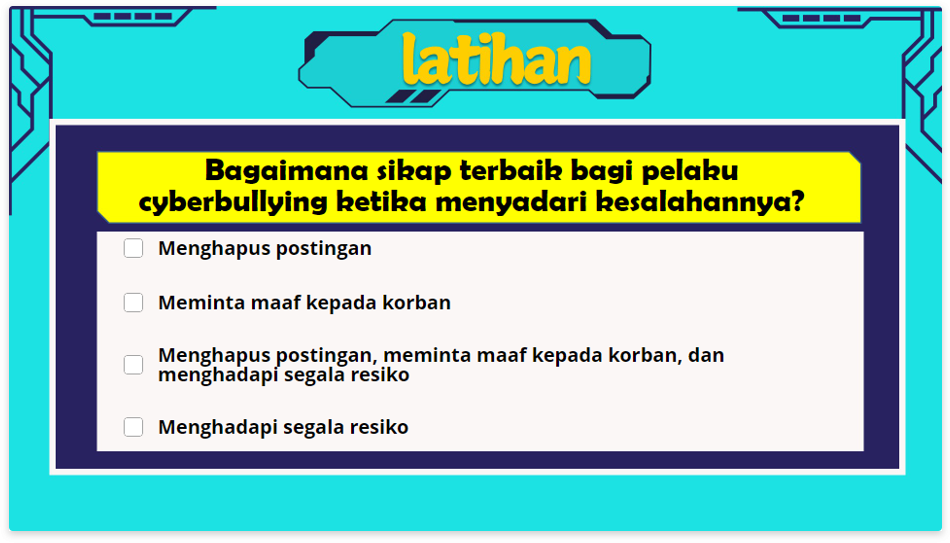 latihan
Bagaimana sikap terbaik bagi pelaku
cyberbullying ketika menyadari kesalahannya?
Menghapus postingan
Meminta maaf kepada korban
Menghapus postingan, meminta maaf kepada korban, dan
menghadapi segala resiko
Menghadapi segala resiko